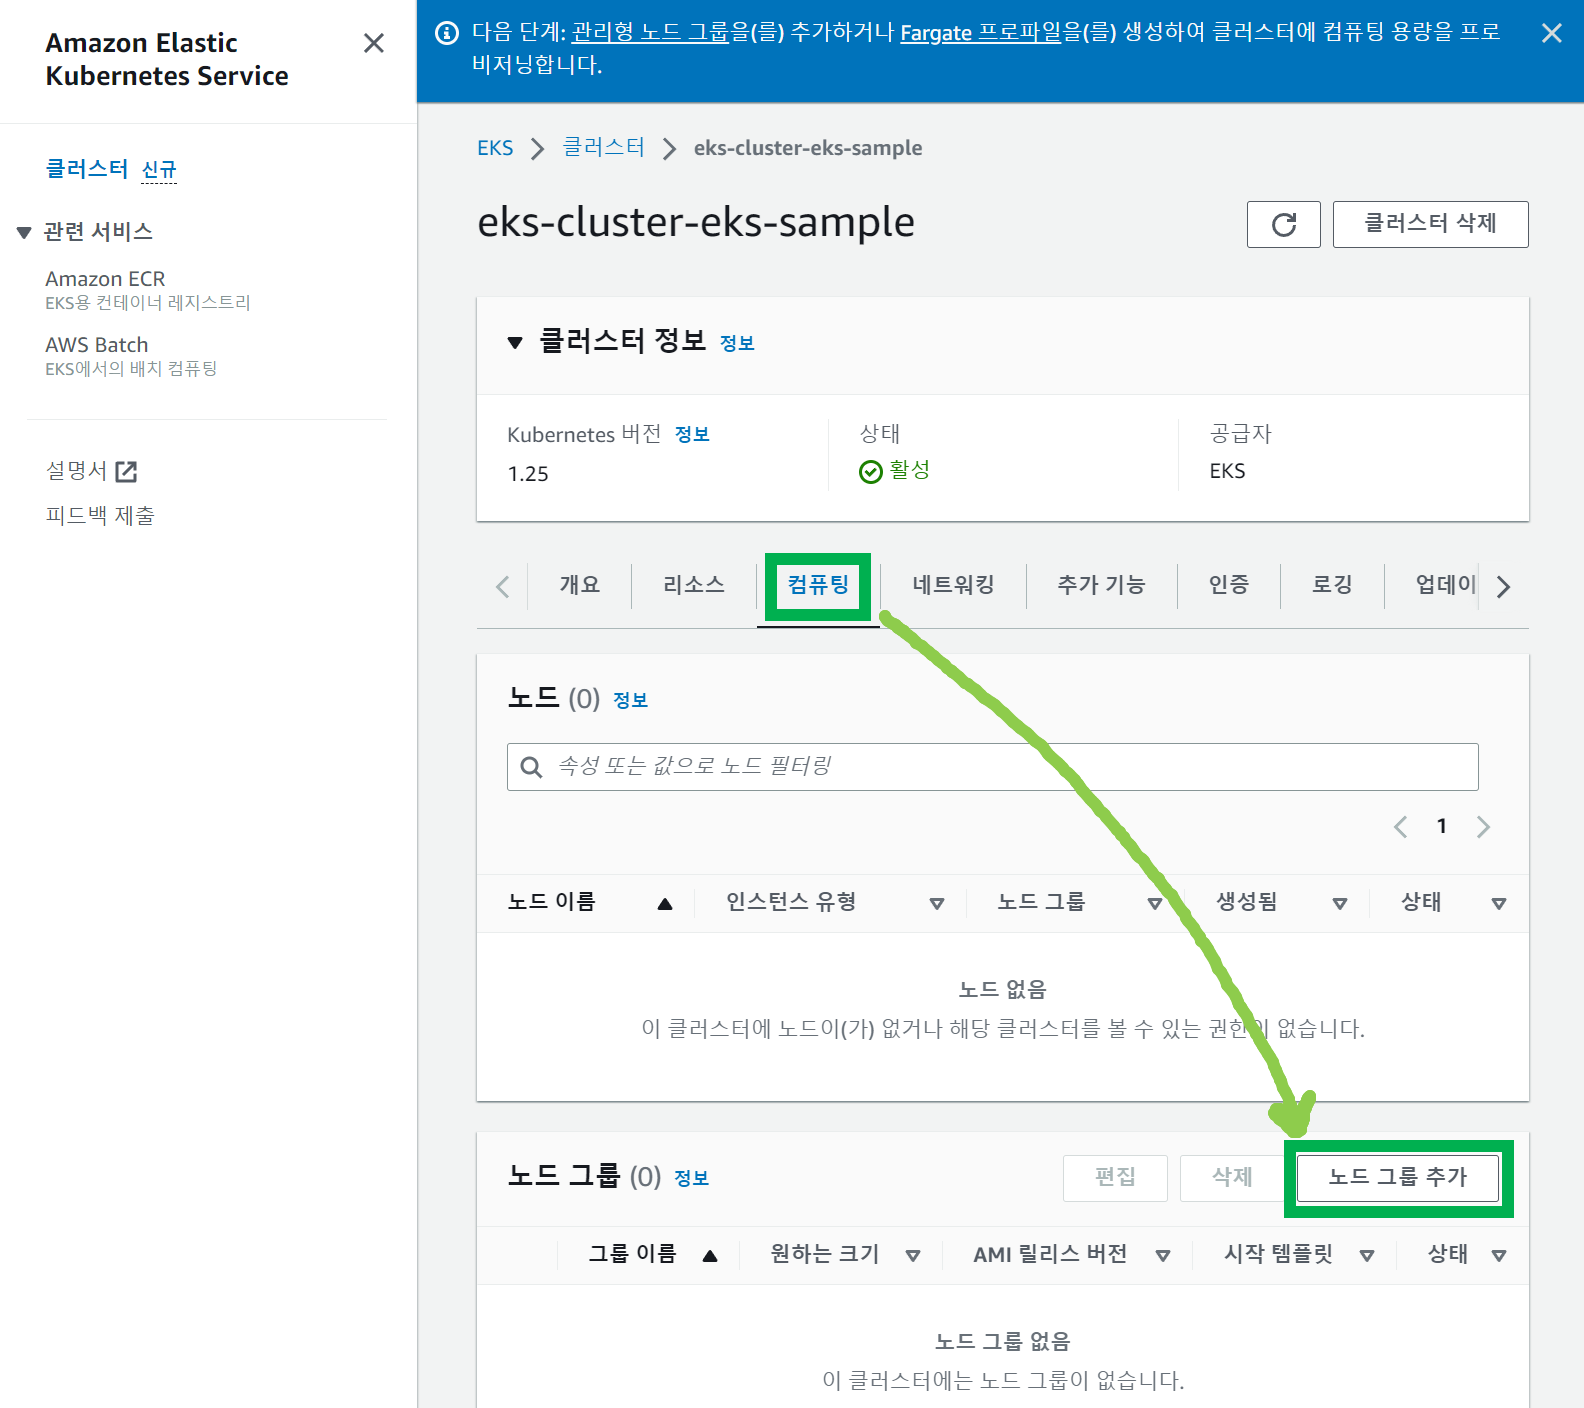 Amazon Elastic
Kubernetes Service
클러스터 신규
관련 서비스
Amazon ECR
EKS용 컨테이너 레지스트리
AWS Batch
EKS에서의 배치 컴퓨팅
설명서
피드백 제출
다음 단계: 관리형 노드 그룹을(를) 추가하거나 Fargate 프로파일을(를) 생성하여 클러스터에 컴퓨팅 용량을 프로
비저닝합니다.
EKS 클러스터 eks-cluster-eks-sample
eks-cluster-eks-sample
클러스터 삭제
클러스터 정보 정보
Kubernetes 버전 정보 상태 공급자
1.25 활성 EKS
개요 리소스 컴퓨팅 네트워킹 추가 기능 인증 로깅 업데이
노드 (0) 정보
속성 또는 값으로 노드 필터링
1
노드 이름 인스턴스 유형 노드 그룹 생성됨 상태
노드 없음
이 클러스터에 노드이(가) 없거나 해당 클러스터를 볼 수 있는 권한이 없습니다.
노드 그룹 (0) 정보
편집 삭제 노드 그룹 추가
그룹 이름 원하는 크기 AMI 릴리스 버전 시작 템플릿 상태
노드 그룹 없음
이 클러스터에는 노드 그룹이 없습니다.